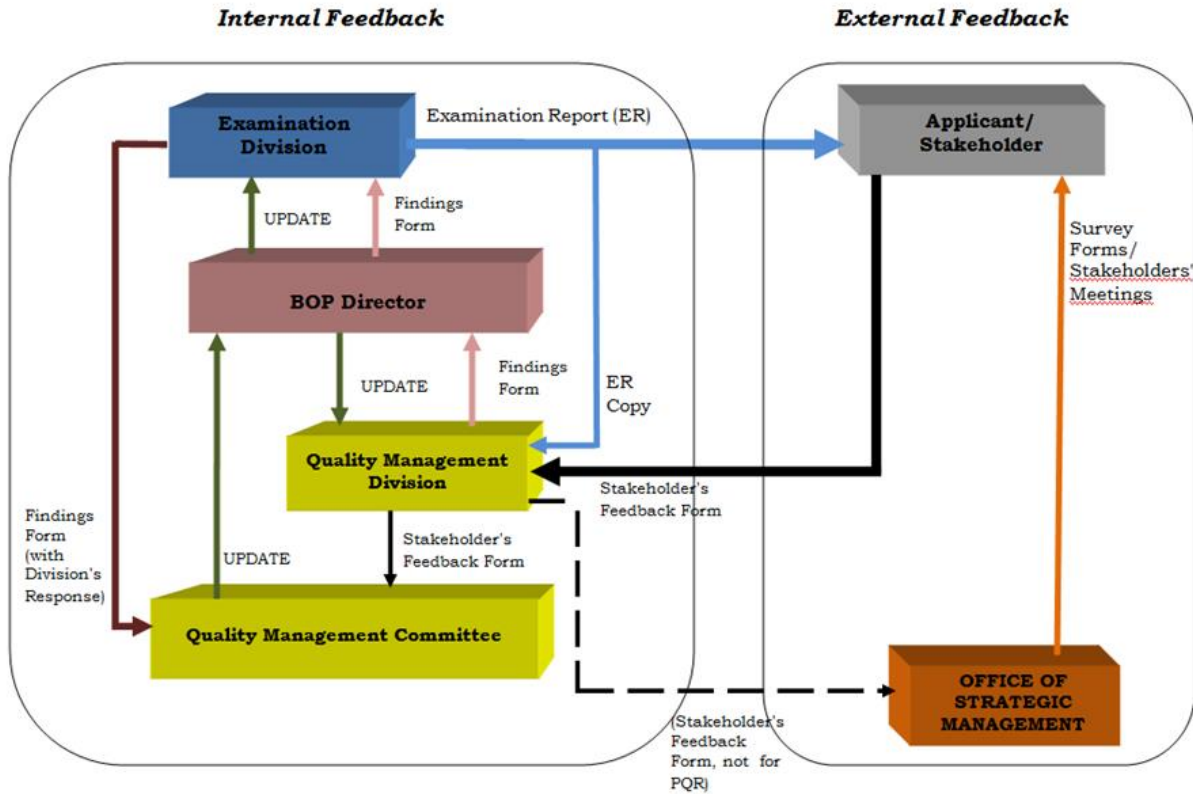 Internal Feedback
External Feedback
Examination
Division
Examination Report (ER)
Applicant/
Stakeholder
UPDATE
Findings
Form
Survey
Forms/
Stakeholders'
Meetings
BOP Director
UPDATE
Findings
Form
ER
Copy
Quality Management
Division
Stakeholder's
Feedback Form
Findings
Form
(with
Division's
Response)
UPDATE
Stakeholder's
Feedback Form
Quality Management Committee
OFFICE OF
STRATEGIC
MANAGEMENT
(Stakeholder's
Feedback
Form, not for
PQR)